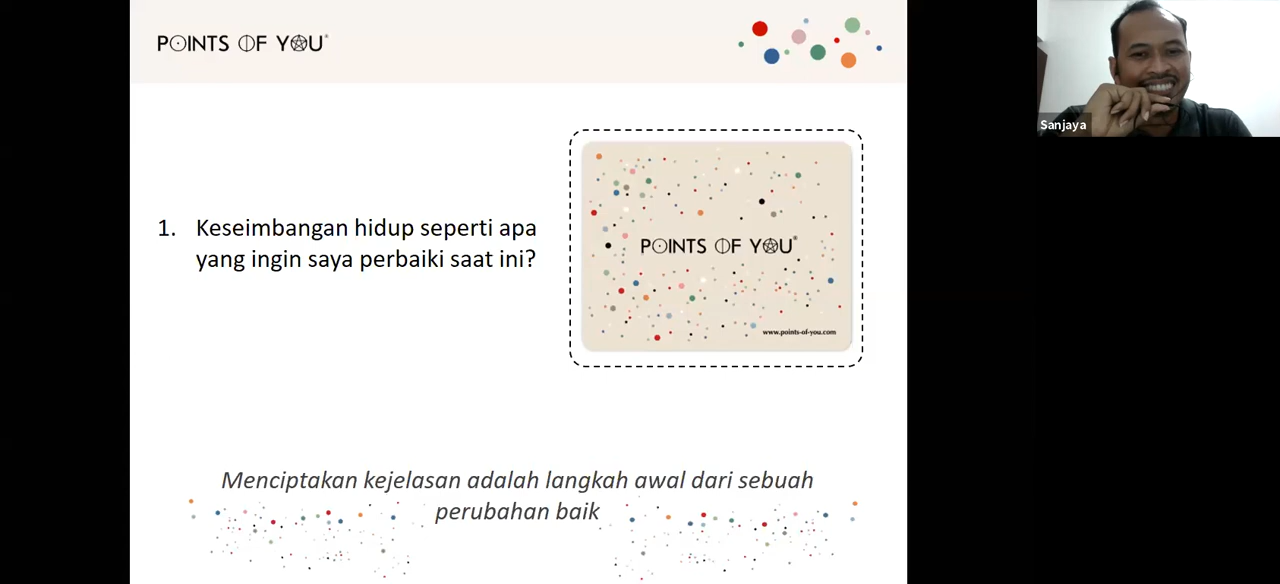 POINTS OF YOU®
Sanjaya
1. Keseimbangan hidup seperti apa
yang ingin saya perbaiki saat ini?
POINTS OF YOU®
www.points-of-you.com
Menciptakan kejelasan adalah langkah awal dari sebuah
perubahan baik